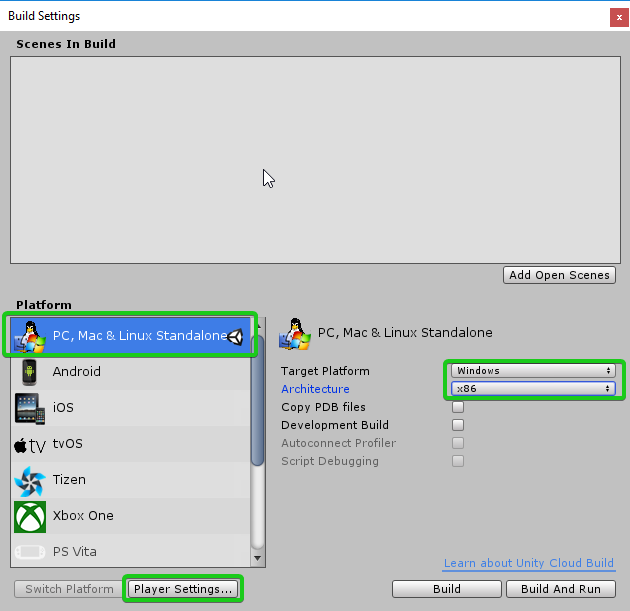 Build Settings
x
Scenes In Build
Add Open Scenes
Platform
PC, Mac & Linux Standalone
Android
iOS
tv tvOS
Tizen
Xbox One
PS Vita
PC, Mac & Linux Standalone
Target Platform Windows
Architecture x86
Copy PDB files
Development Build
Autoconnect Profiler
Script Debugging
Learn about Unity Cloud Build
Switch Platform Player Settings... Build Build And Run